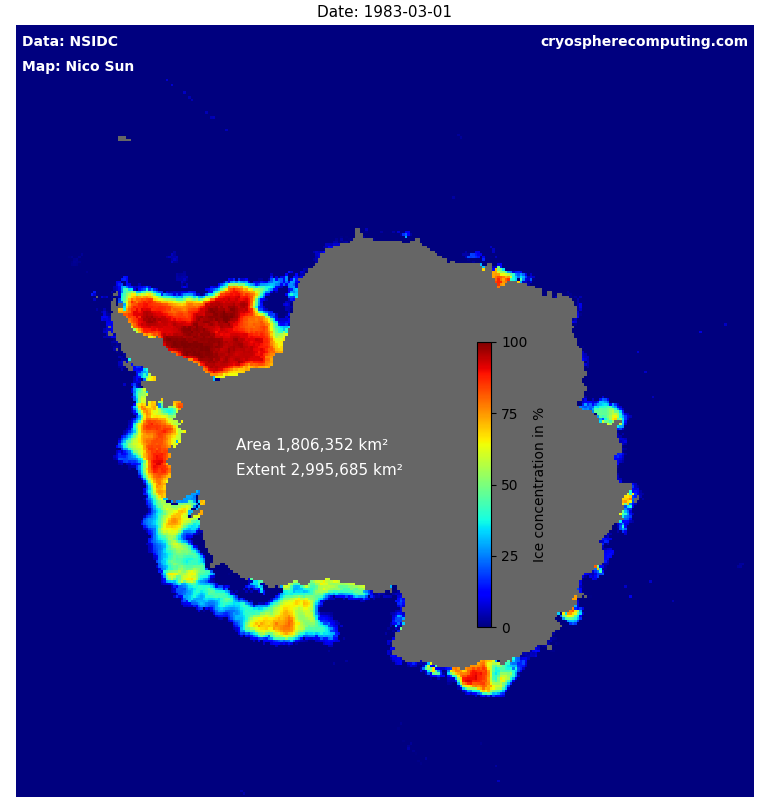 Date: 1983-03-01
Data: NSIDC
cryospherecomputing.com
Map: Nico Sun
Area 1,806,352 km²
Extent 2,995,685 km²
100
75
50
25
0
Ice concentration in %